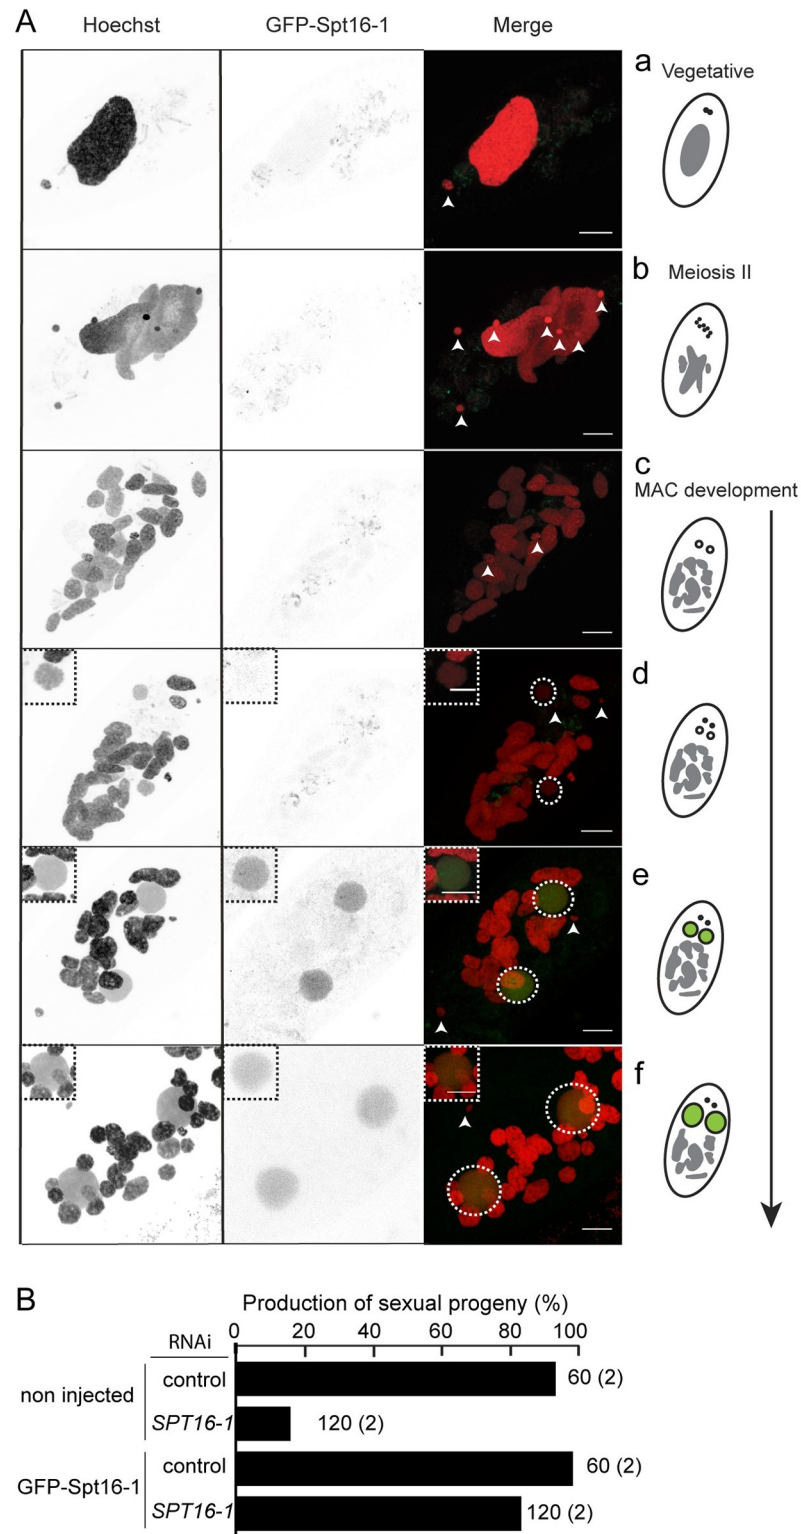 A
Hoechst GFP-Spt16-1 Merge
a Vegetative
b Meiosis II
c
MAC development
d
e
f
B
Production of sexual progeny (%)
RNAi 0 20 40 60 80 100
non injected
control 60 (2)
SPT16-1 120 (2)
GFP-Spt16-1
control 60 (2)
SPT16-1 120 (2)